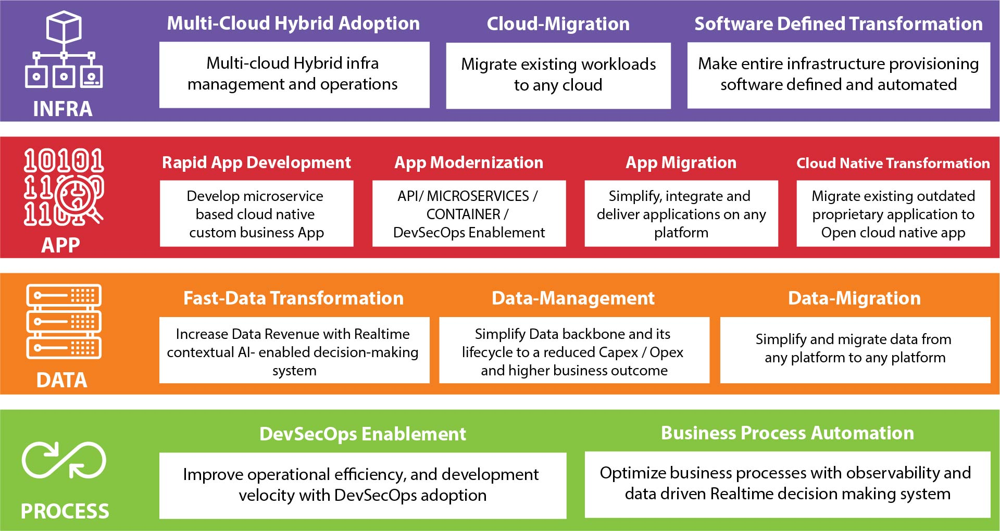 INFRA
Multi-Cloud Hybrid Adoption
Multi-cloud Hybrid infra
management and operations
Cloud-Migration
Migrate existing workloads
to any cloud
Software Defined Transformation
Make entire infrastructure provisioning
software defined and automated
10101
11 0
1101
APP
Rapid App Development
Develop microservice
based cloud native
custom business App
App Modernization
API/ MICROSERVICES /
CONTAINER /
DevSecOps Enablement
App Migration
Simplify, integrate and
deliver applications on any
platform
Cloud Native Transformation
Migrate existing outdated
proprietary application to
Open cloud native app
DATA
Fast-Data Transformation
Increase Data Revenue with Realtime
contextual AI- enabled decision-making
system
Data-Management
Simplify Data backbone and its
lifecycle to a reduced Capex / Opex
and higher business outcome
Data-Migration
Simplify and migrate data from
any platform to any platform
PROCESS
DevSecOps Enablement
Improve operational efficiency, and development
velocity with DevSecOps adoption
Business Process Automation
Optimize business processes with observability and
data driven Realtime decision making system